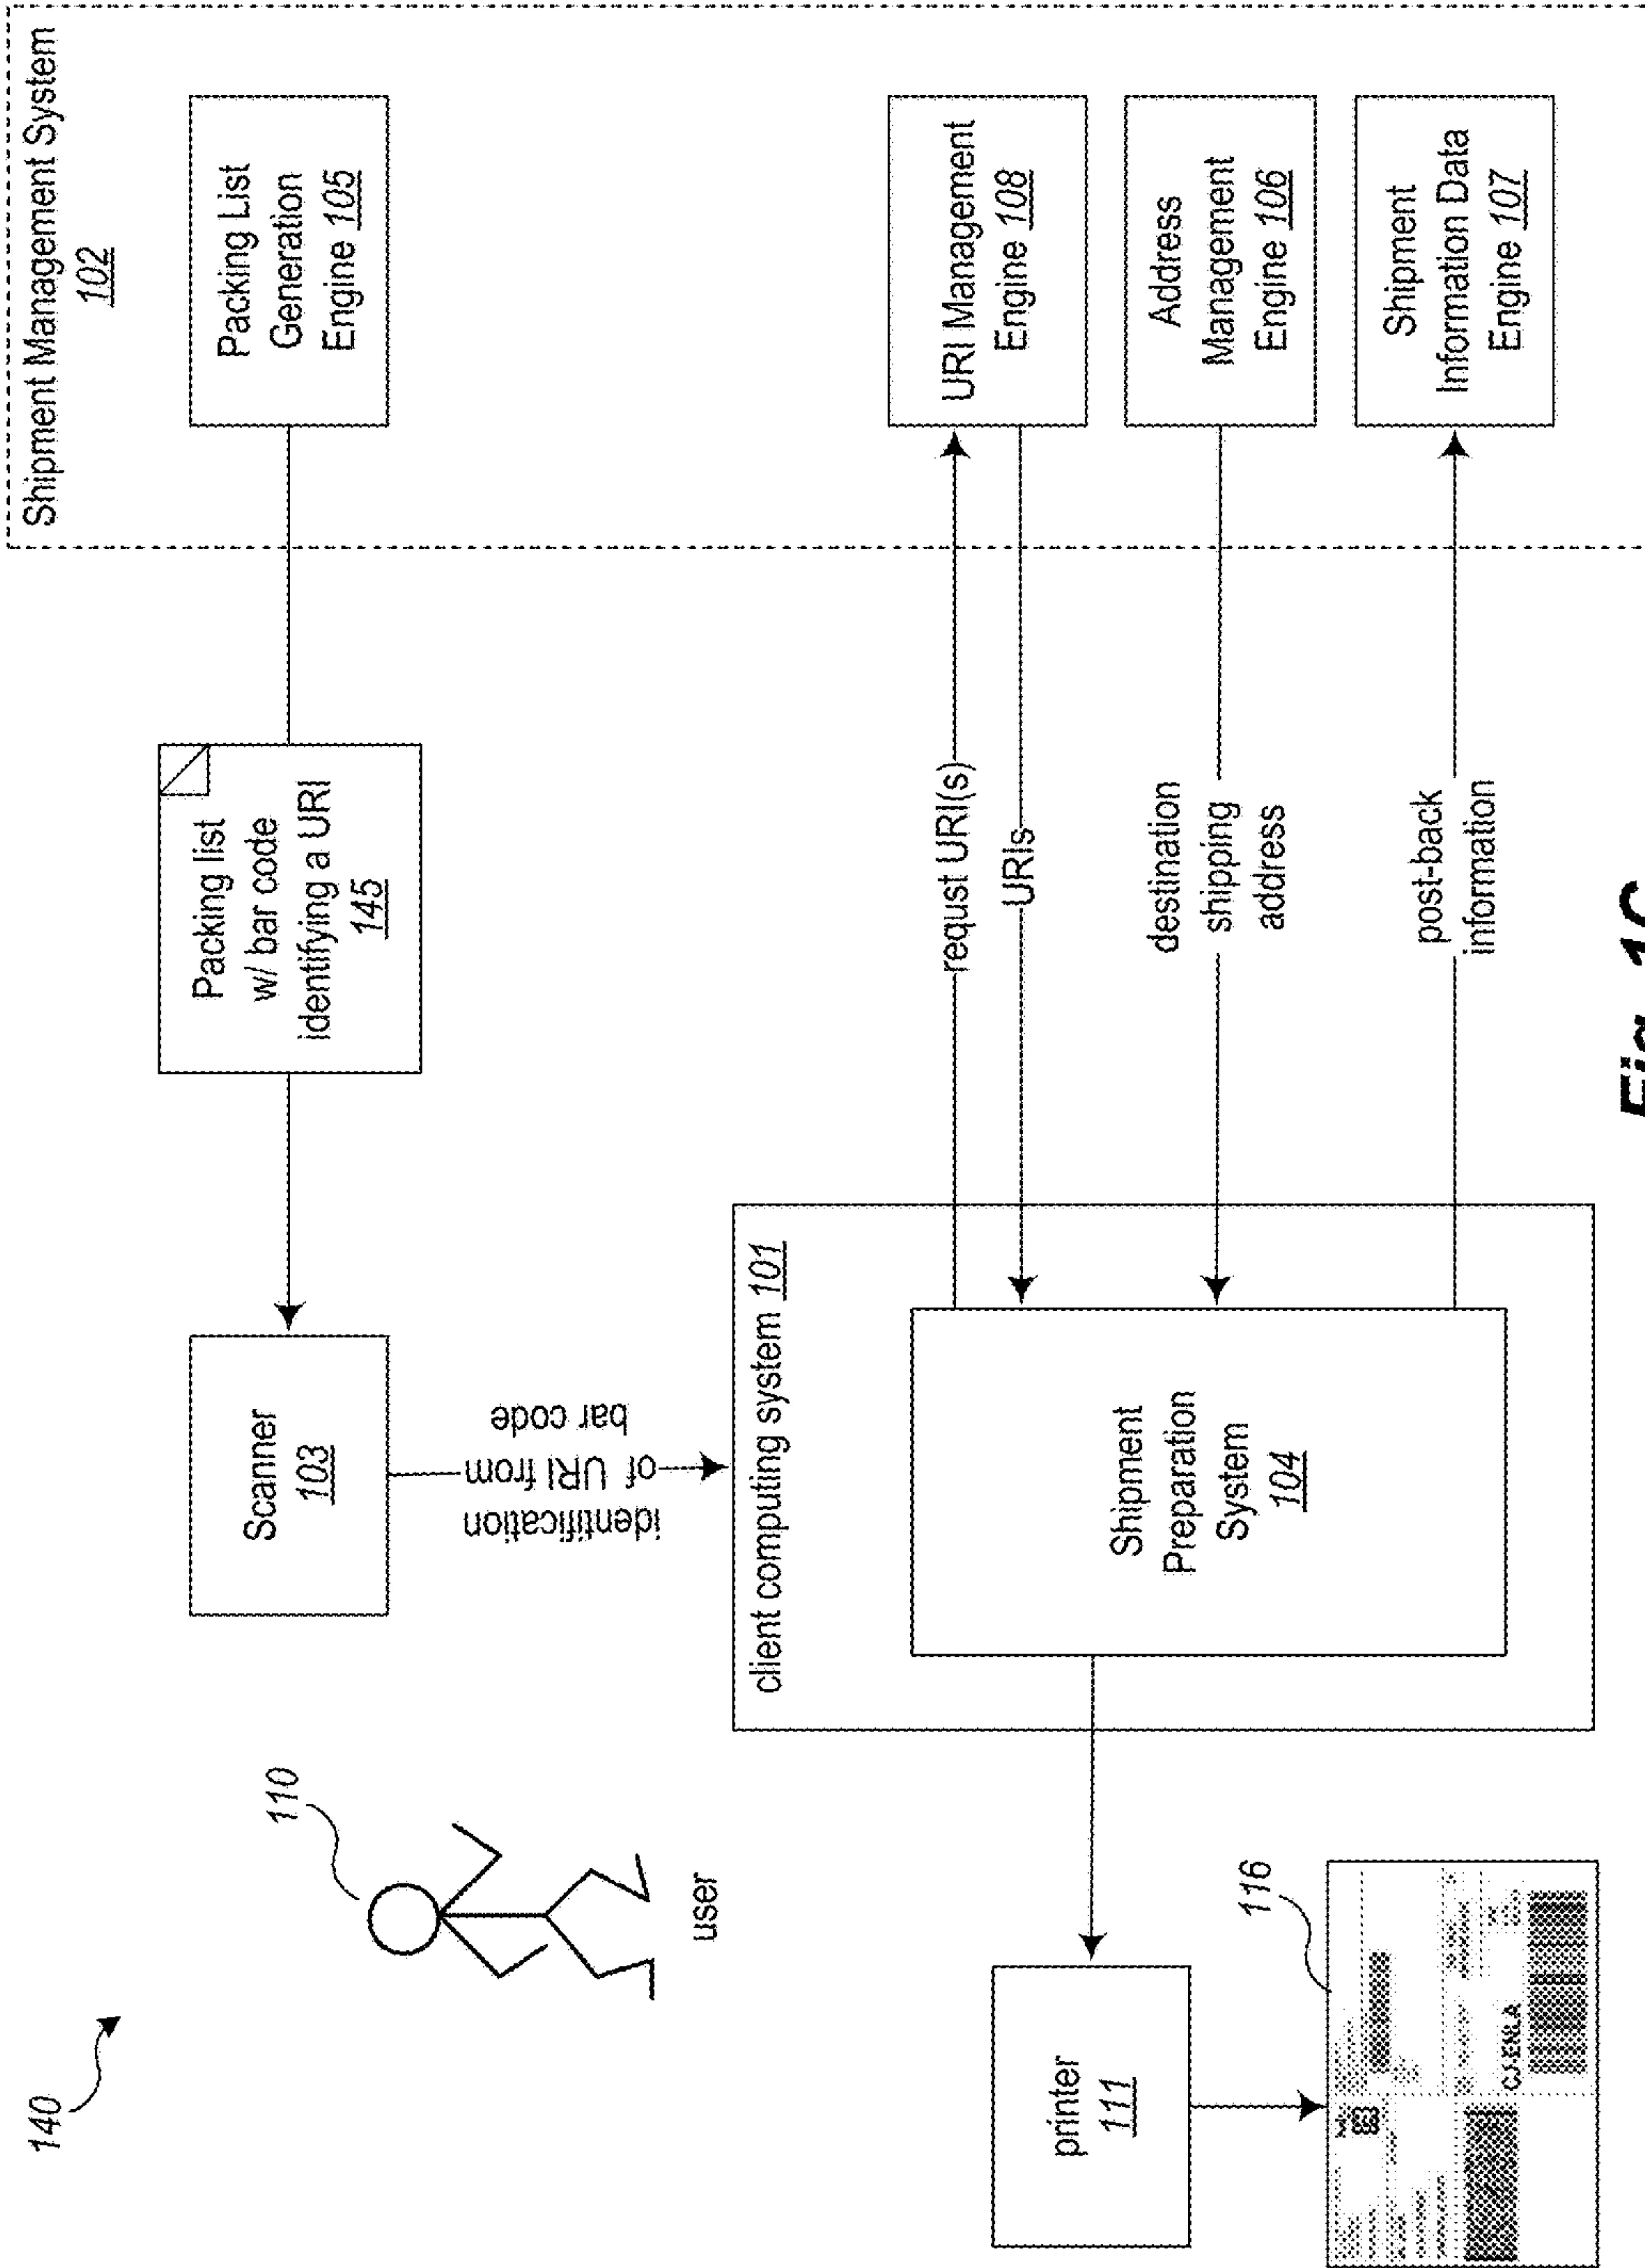 140
110
user
Scanner
103
Packing list
w/ bar code
identifying a URI
145
Shipment Management System
102
Packing List
Generation
Engine 105
identification
of URI from
bar code
client computing system 101
Shipment
Preparation
System
104
requst URI(s)
URIs
destination
shipping
address
post-back
information
URI Management
Engine 108
Address
Management
Engine 106
Shipment
Information Data
Engine 107
printer
111
116